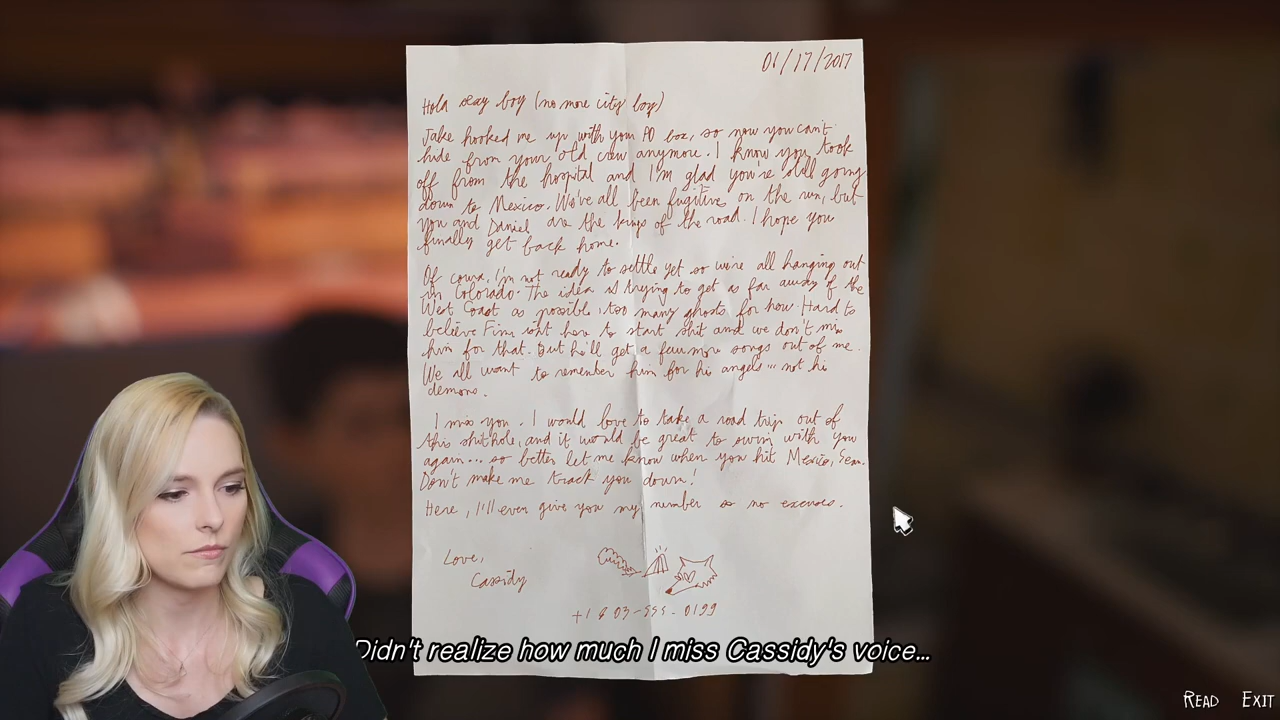 06/17/2017
Hola sexy boy (no more city boy)
Jake hooked me up with your PO box, so now you can't
hide from your old crew anymore. I know you took
off from the hospital and I'm glad you're still going
down to Mexico. We've all been fugitives on the run, but
you and Daniel are the kings of the road. I hope you
finally get back home.
Of course, I'm not ready to settle yet so we're all hanging out
in Colorado. The idea is trying to get as far away of the
West Coast as possible, too many ghosts for now. Hard to
believe Finn isn't here to start shit and we don't miss
him for that. But he'll get a few more songs out of me.
We all want to remember him for his angels... not his
demons.
I miss you. I would love to take a road trip out of
this shithole, and it would be great to swim with you
again... so better let me know when you hit Mexico, Sean.
Don't make me track you down!
Here, I'll even give you my number so no excuses.
Love,
Cassidy
+1 603-555-0199
Didn't realize how much I miss Cassidy's voice...
READ EXIT